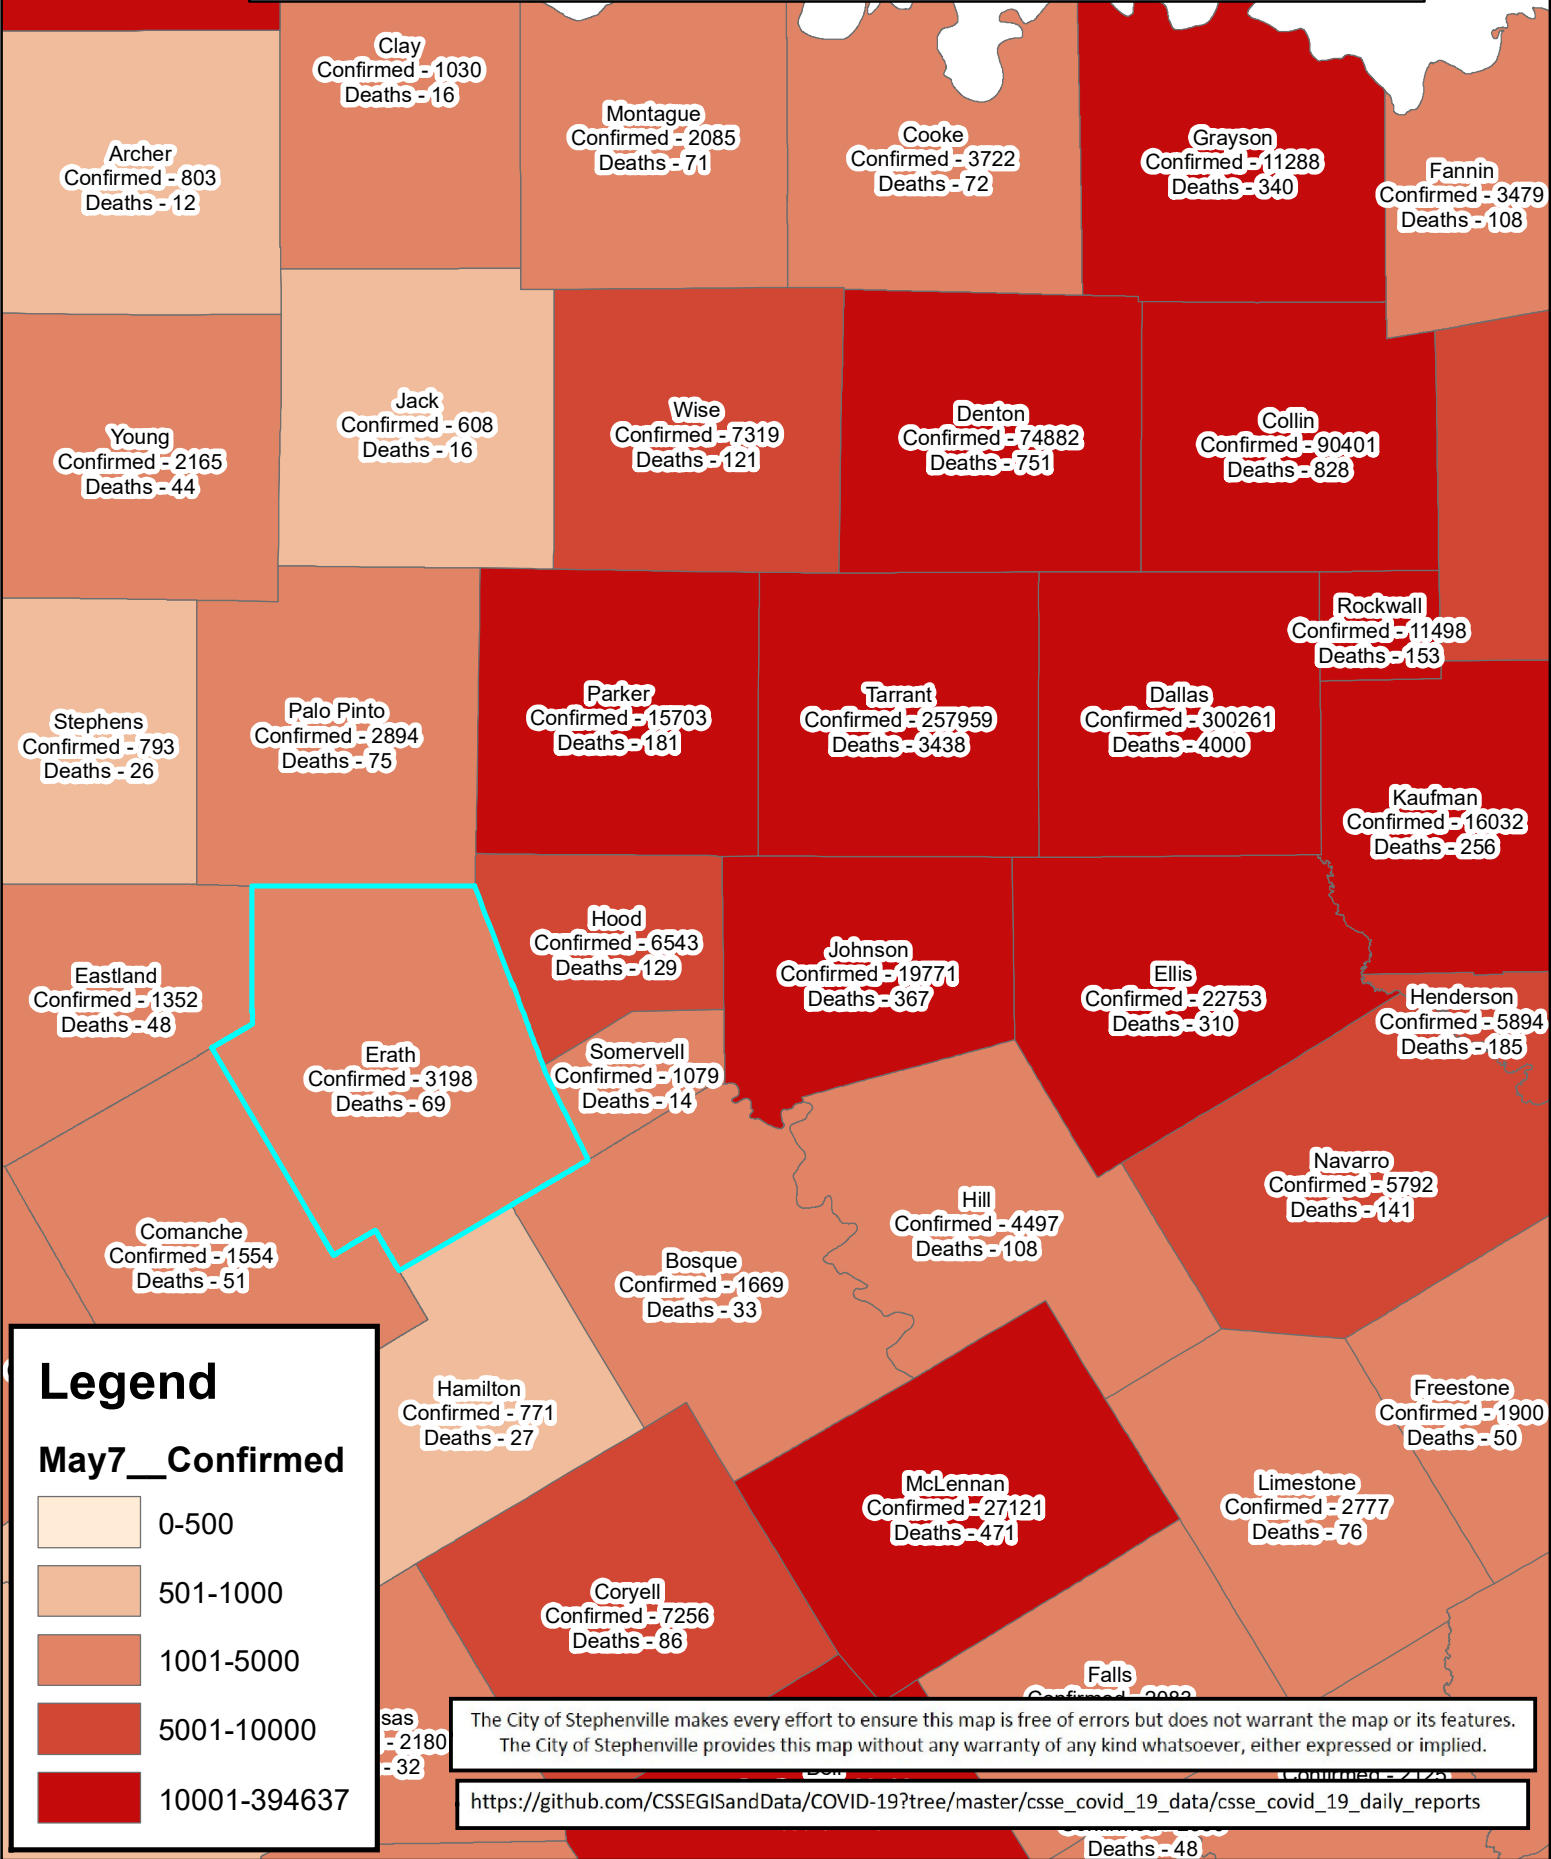 Clay
Confirmed - 1030
Deaths - 16
Montague
Confirmed - 2085
Deaths - 71
Cooke
Confirmed - 3722
Deaths - 72
Grayson
Confirmed - 11288
Deaths - 340
Archer
Confirmed - 803
Deaths - 12
Fannin
Confirmed - 3479
Deaths - 108
Jack
Confirmed - 608
Deaths - 16
Wise
Confirmed - 7319
Deaths - 121
Denton
Confirmed - 74882
Deaths - 751
Collin
Confirmed - 90401
Deaths - 828
Young
Confirmed - 2165
Deaths - 44
Rockwall
Confirmed - 11498
Deaths - 153
Stephens
Confirmed - 793
Deaths - 26
Palo Pinto
Confirmed - 2894
Deaths - 75
Parker
Confirmed - 15703
Deaths - 181
Tarrant
Confirmed - 257959
Deaths - 3438
Dallas
Confirmed - 300261
Deaths - 4000
Kaufman
Confirmed - 16032
Deaths - 256
Hood
Confirmed - 6543
Deaths - 129
Johnson
Confirmed - 19771
Deaths - 367
Ellis
Confirmed - 22753
Deaths - 310
Eastland
Confirmed - 1352
Deaths - 48
Henderson
Confirmed - 5894
Deaths - 185
Erath
Confirmed - 3198
Deaths - 69
Somervell
Confirmed - 1079
Deaths - 14
Navarro
Confirmed - 5792
Deaths - 141
Hill
Confirmed - 4497
Deaths - 108
Comanche
Confirmed - 1554
Deaths - 51
Bosque
Confirmed - 1669
Deaths - 33
Hamilton
Confirmed - 771
Deaths - 27
Freestone
Confirmed - 1900
Deaths - 50
McLennan
Confirmed - 27121
Deaths - 471
Limestone
Confirmed - 2777
Deaths - 76
Coryell
Confirmed - 7256
Deaths - 86
Falls
sas
- 2180
- 32
Deaths - 48
Legend
May7__Confirmed
0-500
501-1000
1001-5000
5001-10000
10001-394637
The City of Stephenville makes every effort to ensure this map is free of errors but does not warrant the map or its features.
The City of Stephenville provides this map without any warranty of any kind whatsoever, either expressed or implied.
https://github.com/CSSEGISandData/COVID-19?tree/master/csse_covid_19_data/csse_covid_19_daily_reports